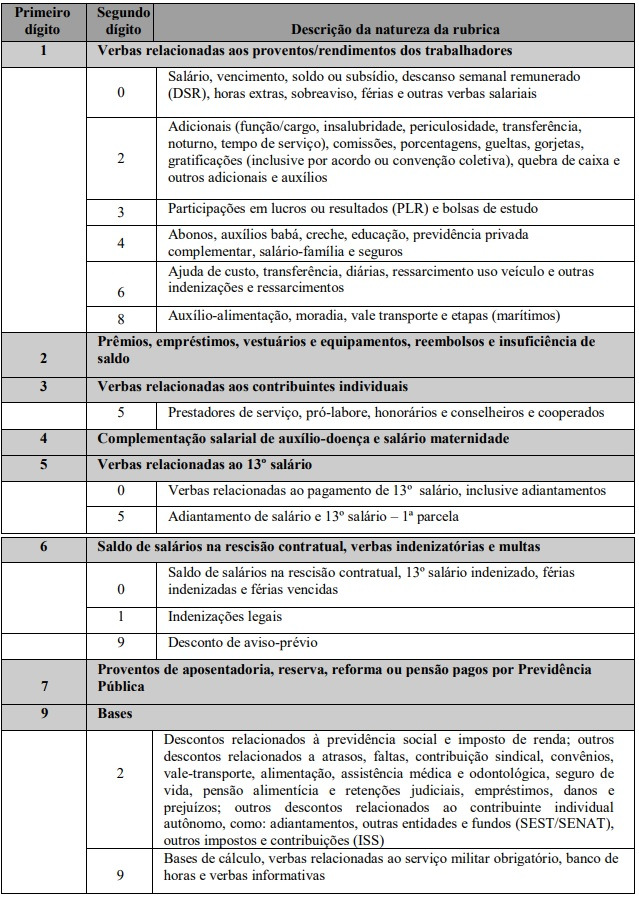 Primeiro dígito
Segundo dígito
Descrição da natureza da rubrica
1
Verbas relacionadas aos proventos/rendimentos dos trabalhadores
0
Salário, vencimento, soldo ou subsídio, descanso semanal remunerado
(DSR), horas extras, sobreaviso, férias e outras verbas salariais
2
Adicionais (função/cargo, insalubridade, periculosidade, transferência,
noturno, tempo de serviço), comissões, porcentagens, gueltas, gorjetas,
gratificações (inclusive por acordo ou convenção coletiva), quebra de caixa e
outros adicionais e auxílios
3
Participações em lucros ou resultados (PLR) e bolsas de estudo
4
Abonos, auxílios babá, creche, educação, previdência privada
complementar, salário-família e seguros
6
Ajuda de custo, transferência, diárias, ressarcimento uso veículo e outras
indenizações e ressarcimentos
8
Auxílio-alimentação, moradia, vale transporte e etapas (marítimos)
2
Prêmios, empréstimos, vestuários e equipamentos, reembolsos e insuficiência de
saldo
3
Verbas relacionadas aos contribuintes individuais
5
Prestadores de serviço, pró-labore, honorários e conselheiros e cooperados
4
Complementação salarial de auxílio-doença e salário maternidade
5
Verbas relacionadas ao 13º salário
0
Verbas relacionadas ao pagamento de 13º salário, inclusive adiantamentos
5
Adiantamento de salário e 13º salário – 1ª parcela
6
Saldo de salários na rescisão contratual, verbas indenizatórias e multas
0
Saldo de salários na rescisão contratual, 13º salário indenizado, férias
indenizadas e férias vencidas
1
Indenizações legais
9
Desconto de aviso-prévio
7
Proventos de aposentadoria, reserva, reforma ou pensão pagos por Previdência
Pública
9
Bases
2
Descontos relacionados à previdência social e imposto de renda; outros
descontos relacionados a atrasos, faltas, contribuição sindical, convênios,
vale-transporte, alimentação, assistência médica e odontológica, seguro de
vida, pensão alimentícia e retenções judiciais, empréstimos, danos e
prejuízos; outros descontos relacionados ao contribuinte individual
autônomo, como: adiantamentos, outras entidades e fundos (SEST/SENAT),
outros impostos e contribuições (ISS)
9
Bases de cálculo, verbas relacionadas ao serviço militar obrigatório, banco de
horas e verbas informativas